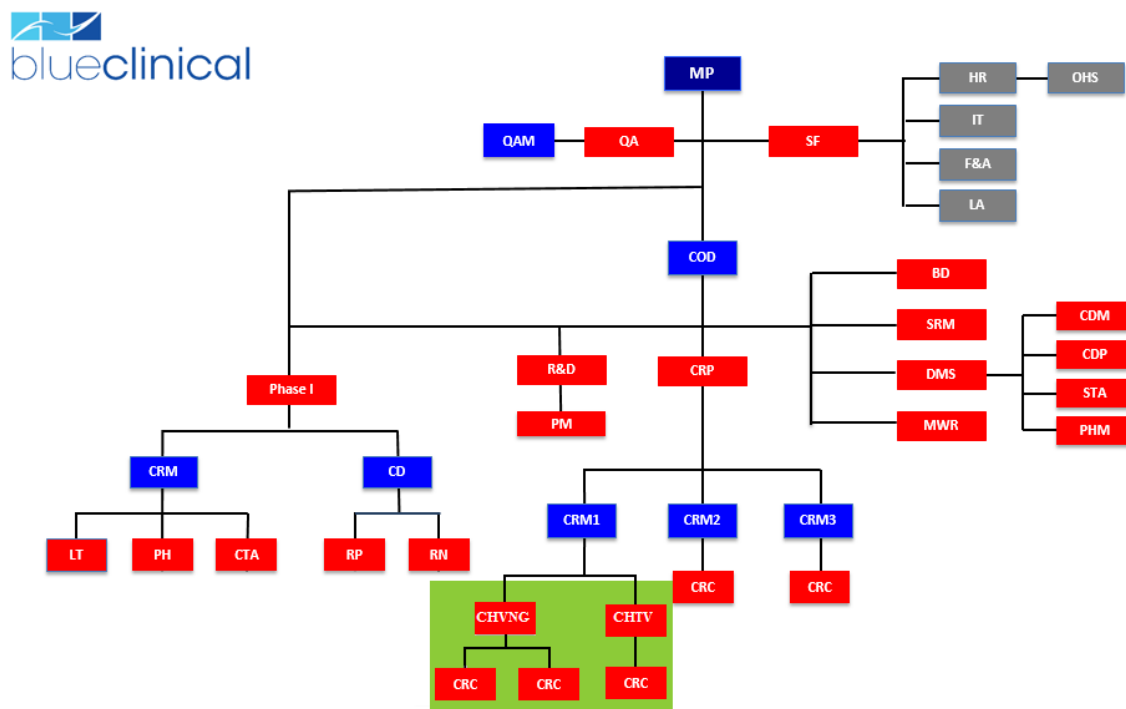 blueclinical
MP
HR
OHS
IT
QAM
QA
SF
F&A
LA
COD
BD
SRM
CDM
CDP
R&D
CRP
DMS
STA
Phase I
PM
MWR
PHM
CRM
CD
CRM1
CRM2
CRM3
LT
PH
CTA
RP
RN
CRC
CRC
CHVNG
CHTV
CRC
CRC
CRC